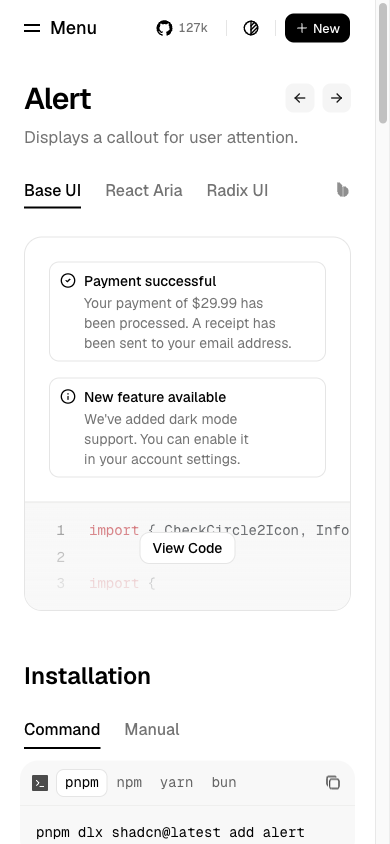 Menu
127k
New
Alert
Displays a callout for user attention.
Base UI
React Aria
Radix UI
Payment successful
Your payment of $29.99 has
been processed. A receipt has
been sent to your email address.
New feature available
We've added dark mode
support. You can enable it
in your account settings.
1 import { CheckCircle2Icon, Info
View Code
2
3 import {
Installation
Command
Manual
pnpm
npm
yarn
bun
pnpm dlx shadcn@latest add alert